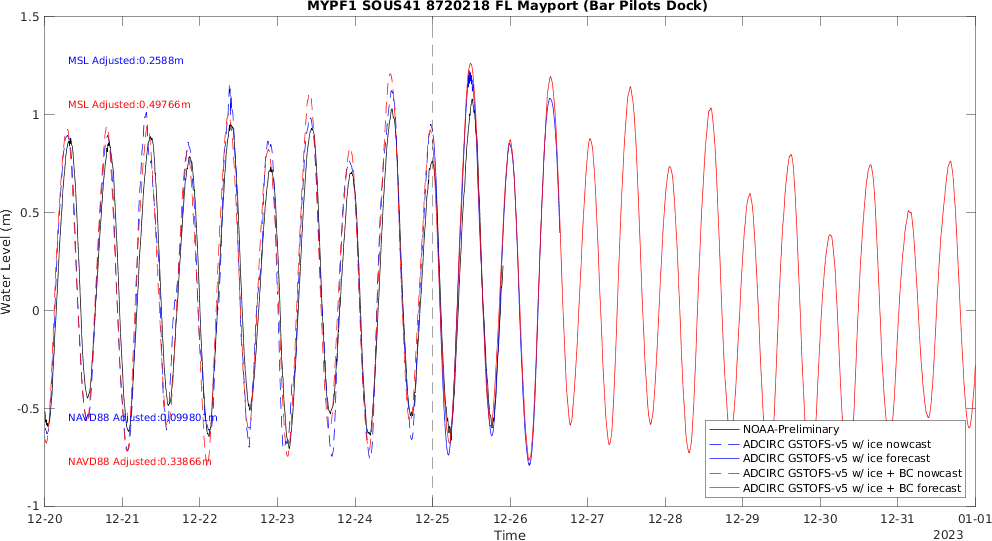 MYPF1 SOUS41 8720218 FL Mayport (Bar Pilots Dock)
1.5
1
0.5
0
-0.5
-1
Water Level (m)
MSL Adjusted:0.2588m
MSL Adjusted:0.49766m
NAVD88 Adjusted:0.099801m
NAVD88 Adjusted:0.33866m
NOAA-Preliminary
ADCIRC GSTOFS-v5 w/ ice nowcast
ADCIRC GSTOFS-v5 w/ ice forecast
ADCIRC GSTOFS-v5 w/ ice + BC nowcast
ADCIRC GSTOFS-v5 w/ ice + BC forecast
12-20 12-21 12-22 12-23 12-24 12-25 12-26 12-27 12-28 12-29 12-30 12-31 01-01
Time
2023